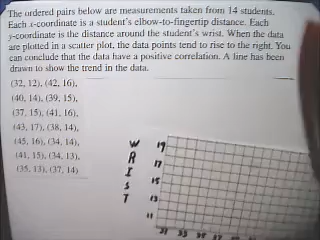 The ordered pairs below are measurements taken from 14 students.
Each x-coordinate is a student's elbow-to-fingertip distance. Each
y-coordinate is the distance around the student's wrist. When the data
are plotted in a scatter plot, the data points tend to rise to the right. You
can conclude that the data have a positive correlation. A line has been
drawn to show the trend in the data.
(32, 12), (42, 16),
(40, 14), (39, 15),
(37, 15), (41, 16),
(43, 17), (38, 14),
(45, 16), (34, 14),
(41, 15), (34, 13),
(35, 13), (37, 14)
WRIST
19
17
15
13
11
31 33 35 37